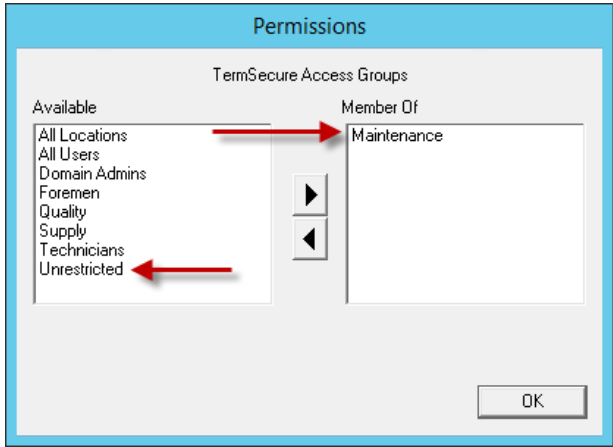 Permissions
TermSecure Access Groups
Available
Member Of
All Locations
All Users
Domain Admins
Foremen
Quality
Supply
Technicians
Unrestricted
Maintenance
OK